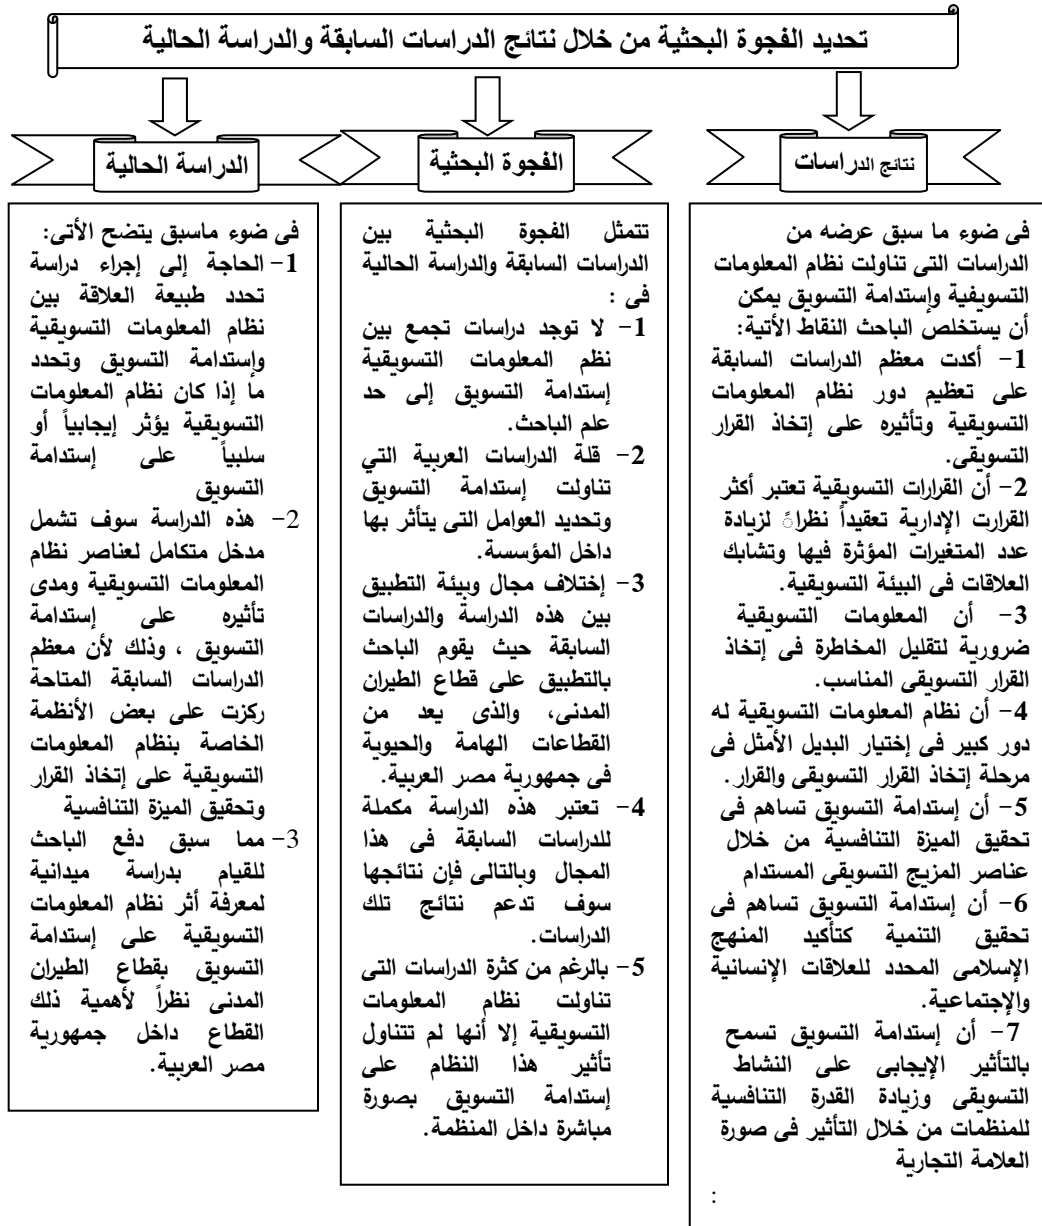 تحديد الفجوة البحثية من خلال نتائج الدراسات السابقة والدراسة الحالية
نتائج الدراسات
فى ضوء ما سبق عرضه من
الدراسات التى تناولت نظام المعلومات
التسويفية وإستدامة التسويق يمكن
أن يستخلص الباحث النقاط الأتية:
1- أكدت معظم الدراسات السابقة
على تعظيم دور نظام المعلومات
التسويقية وتأثيره على إتخاذ القرار
التسويقى.
2- أن القرارات التسويقية تعتبر أكثر
القرارت الإدارية تعقيداً نظراً لزيادة
عدد المتغيرات المؤثرة فيها وتشابك
العلاقات فى البيئة التسويقية.
3- أن المعلومات التسويقية
ضرورية لتقليل المخاطرة فى إتخاذ
القرار التسويقى المناسب.
4- أن نظام المعلومات التسويقية له
دور كبير فى إختيار البديل الأمثل فى
مرحلة إتخاذ القرار التسويقى والقرار.
5- أن إستدامة التسويق تساهم فى
تحقيق الميزة التنافسية من خلال
عناصر المزيج التسويقى المستدام
6- أن إستدامة التسويق تساهم فى
تحقيق التنمية كتأكيد المنهج
الإسلامى المحدد للعلاقات الإنسانية
والإجتماعية.
7- أن إستدامة التسويق تسمح
بالتأثير الإيجابى على النشاط
التسويقى وزيادة القدرة التنافسية
للمنظمات من خلال التأثير فى صورة
العلامة التجارية
:
الفجوة البحثية
تتمثل الفجوة البحثية بين
الدراسات السابقة والدراسة الحالية
فى :
1- لا توجد دراسات تجمع بين
نظم المعلومات التسويقية
إستدامة التسويق إلى حد
علم الباحث.
2- قلة الدراسات العربية التي
تناولت إستدامة التسويق
وتحديد العوامل التى يتأثر بها
داخل المؤسسة.
3- إختلاف مجال وبيئة التطبيق
بين هذه الدراسة والدراسات
السابقة حيث يقوم الباحث
بالتطبيق على قطاع الطيران
المدنى، والذى يعد من
القطاعات الهامة والحيوية
فى جمهورية مصر العربية.
4- تعتبر هذه الدراسة مكملة
للدراسات السابقة فى هذا
المجال وبالتالى فإن نتائجها
سوف تدعم نتائج تلك
الدراسات.
5- بالرغم من كثرة الدراسات التى
تناولت نظام المعلومات
التسويقية إلا أنها لم تتناول
تأثير هذا النظام على
إستدامة التسويق بصورة
مباشرة داخل المنظمة.
الدراسة الحالية
فى ضوء ماسبق يتضح الأتى:
1- الحاجة إلى إجراء دراسة
تحدد طبيعة العلاقة بين
نظام المعلومات التسويقية
وإستدامة التسويق وتحدد
ما إذا كان نظام المعلومات
التسويقية يؤثر إيجابياً أو
سلبياً على إستدامة
التسويق
2- هذه الدراسة سوف تشمل
مدخل متكامل لعناصر نظام
المعلومات التسويقية ومدى
تأثيره على إستدامة
التسويق ، وذلك لأن معظم
الدراسات السابقة المتاحة
ركزت على بعض الأنظمة
الخاصة بنظام المعلومات
التسويقية على إتخاذ القرار
وتحقيق الميزة التنافسية
3- مما سبق دفع الباحث
للقيام بدراسة ميدانية
لمعرفة أثر نظام المعلومات
التسويقية على إستدامة
التسويق بقطاع الطيران
المدنى نظراً لأهمية ذلك
القطاع داخل جمهورية
مصر العربية.